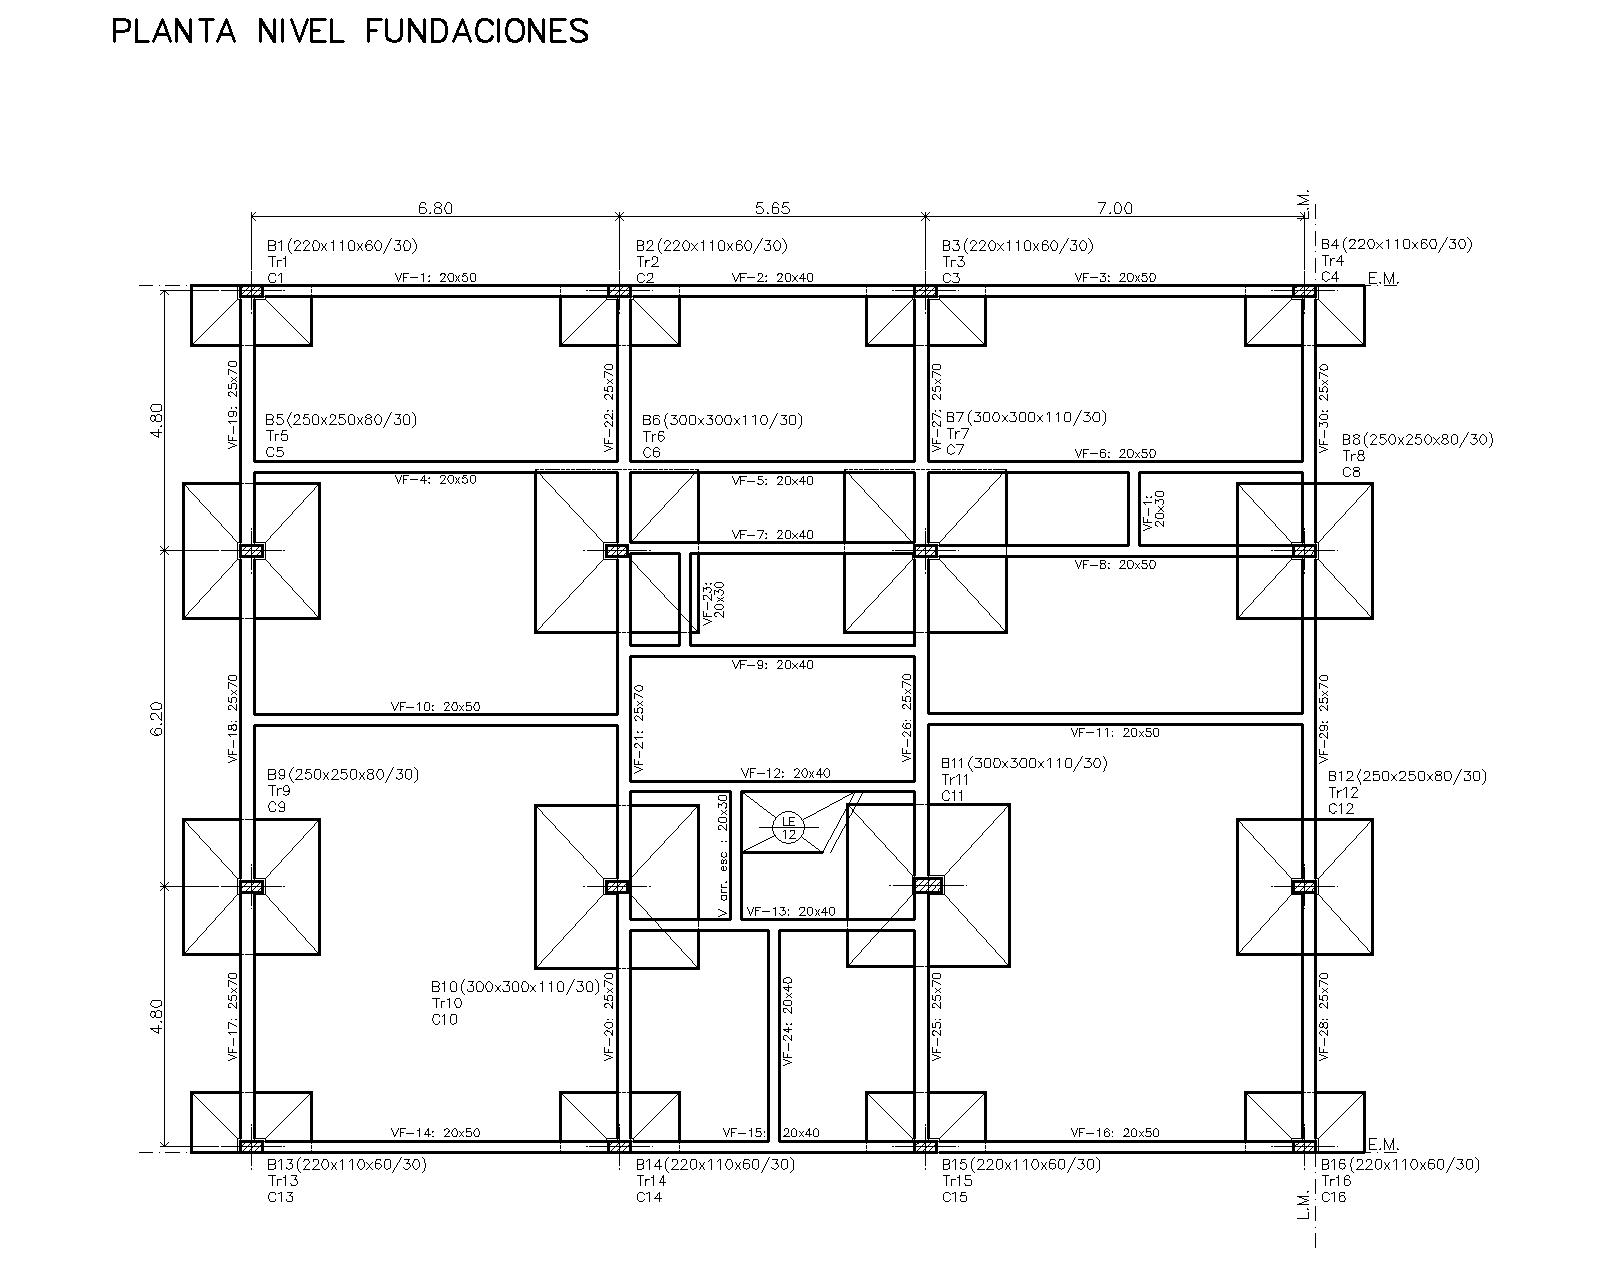 PLANTA NIVEL FUNDACIONES
L.M.
6.80
5.65
7.00
B1(220x110x60/30)
Tr1
C1
B2(220x110x60/30)
Tr2
C2
B3(220x110x60/30)
Tr3
C3
B4(220x110x60/30)
Tr4
C4
VF-1: 20x50
VF-2: 20x40
VF-3: 20x50
E.M.
4.80
VF-19: 25x70
VF-22: 25x70
VF-27: 25x70
VF-30: 25x70
B5(250x250x80/30)
Tr5
C5
B6(300x300x110/30)
Tr6
C6
B7(300x300x110/30)
Tr7
C7
B8(250x250x80/30)
Tr8
C8
VF-6: 20x50
VF-4: 20x50
VF-5: 20x40
VF-1:
20x30
VF-7: 20x40
VF-8: 20x50
VF-23:
20x30
VF-9: 20x40
6.20
VF-18: 25x70
VF-21: 25x70
VF-26: 25x70
VF-29: 25x70
VF-10: 20x50
VF-11: 20x50
B9(250x250x80/30)
Tr9
C9
VF-12: 20x40
B11(300x300x110/30)
Tr11
C11
B12(250x250x80/30)
Tr12
C12
V arr. esc : 20x30
LE
12
VF-13: 20x40
B10(300x300x110/30)
Tr10
C10
4.80
VF-17: 25x70
VF-20: 25x70
VF-24: 20x40
VF-25: 25x70
VF-28: 25x70
VF-14: 20x50
VF-15: 20x40
VF-16: 20x50
E.M.
B13(220x110x60/30)
Tr13
C13
B14(220x110x60/30)
Tr14
C14
B15(220x110x60/30)
Tr15
C15
B16(220x110x60/30)
Tr16
C16
L.M.